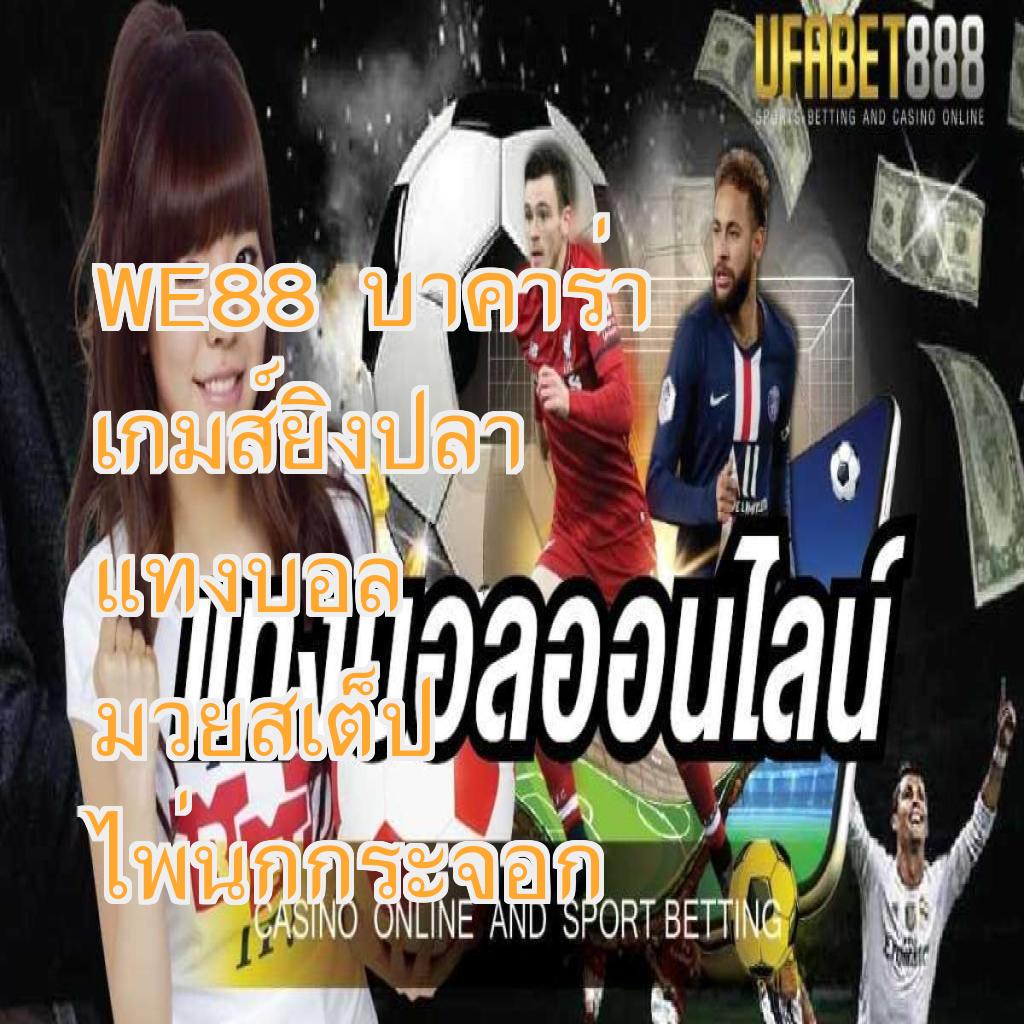 UFABET888
SPORTS BETTING AND CASINO ONLINE
WE88 บาคาร่า
เกมส์ยิงปลา
แทงบอล
แทงบอลออนไลน์
มวยสเต็ป
ไพ่นกกระจอก
CASINO ONLINE AND SPORT BETTING